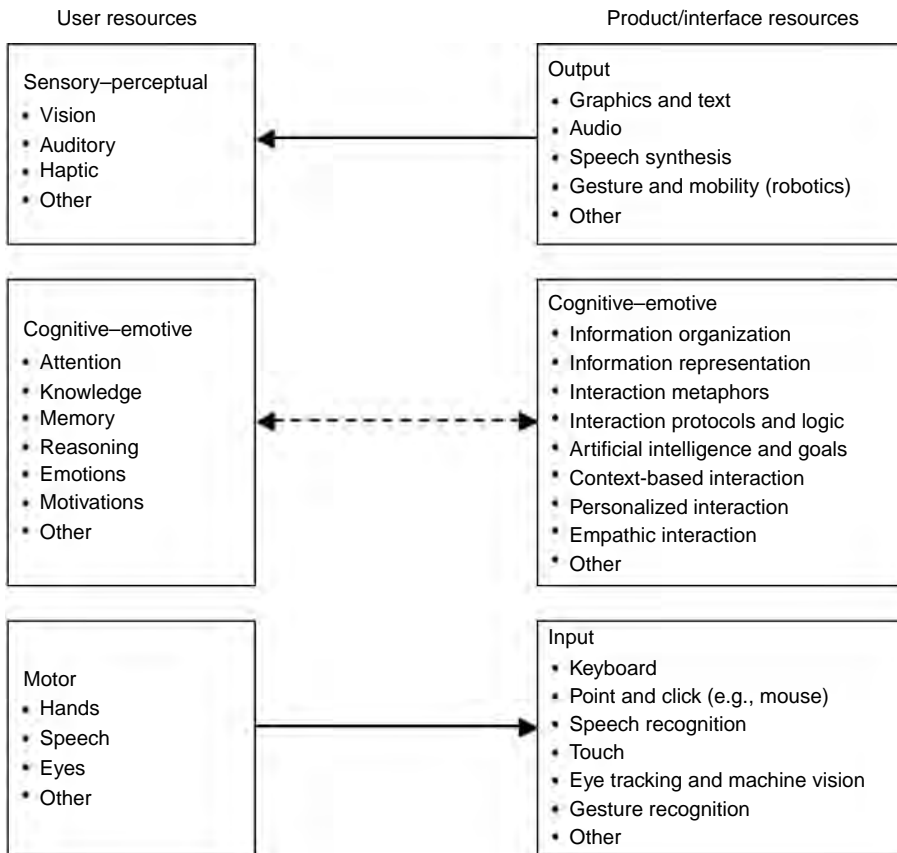 User resources
Product/interface resources
Sensory–perceptual
• Vision
• Auditory
• Haptic
• Other
Output
• Graphics and text
• Audio
• Speech synthesis
• Gesture and mobility (robotics)
• Other
Cognitive–emotive
• Attention
• Knowledge
• Memory
• Reasoning
• Emotions
• Motivations
• Other
Cognitive–emotive
• Information organization
• Information representation
• Interaction metaphors
• Interaction protocols and logic
• Artificial intelligence and goals
• Context-based interaction
• Personalized interaction
• Empathic interaction
• Other
Motor
• Hands
• Speech
• Eyes
• Other
Input
• Keyboard
• Point and click (e.g., mouse)
• Speech recognition
• Touch
• Eye tracking and machine vision
• Gesture recognition
• Other